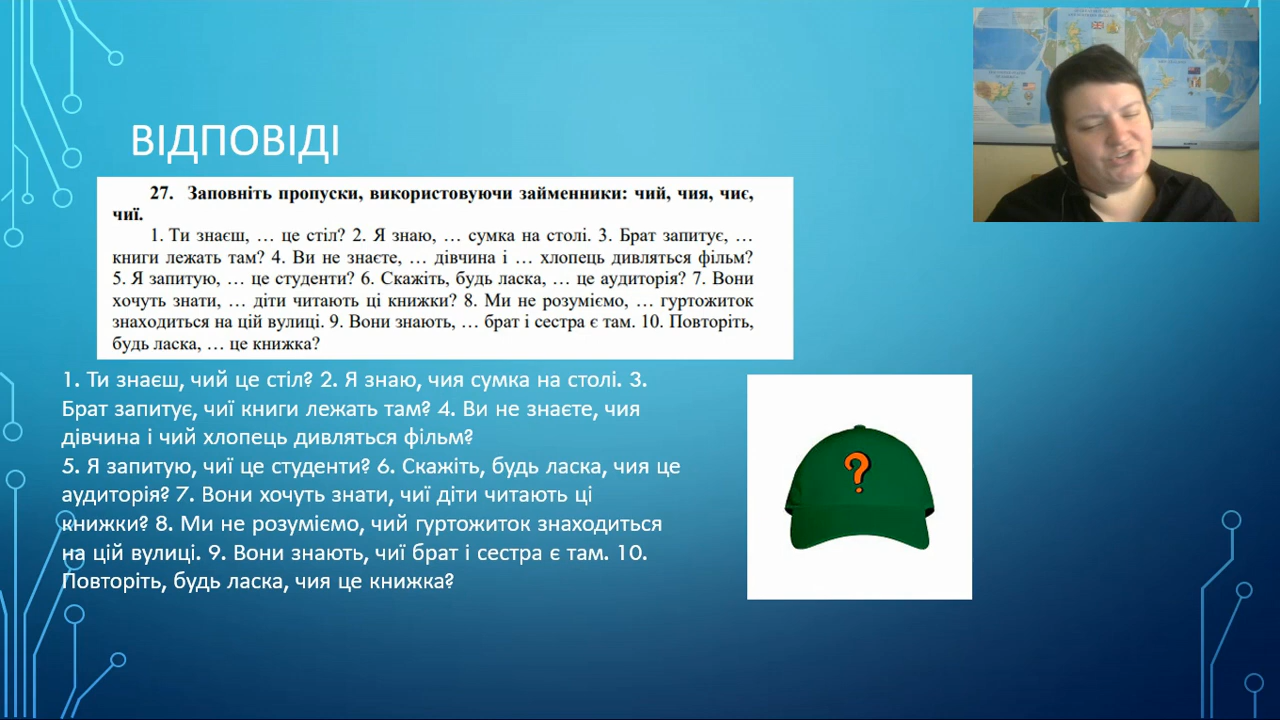 ВІДПОВІДІ
27. Заповніть пропуски, використовуючи займенники: чий, чия, чиє,
чиї.
1. Ти знаєш, … це стіл? 2. Я знаю, … сумка на столі. 3. Брат запитує, …
книги лежать там? 4. Ви не знаєте, … дівчина і … хлопець дивляться фільм?
5. Я запитую, … це студенти? 6. Скажіть, будь ласка, … це аудиторія? 7. Вони
хочуть знати, … діти читають ці книжки? 8. Ми не розуміємо, … гуртожиток
знаходиться на цій вулиці. 9. Вони знають, … брат і сестра є там. 10. Повторіть,
будь ласка, … це книжка?
1. Ти знаєш, чий це стіл? 2. Я знаю, чия сумка на столі. 3.
Брат запитує, чиї книги лежать там? 4. Ви не знаєте, чия
дівчина і чий хлопець дивляться фільм?
5. Я запитую, чиї це студенти? 6. Скажіть, будь ласка, чия це
аудиторія? 7. Вони хочуть знати, чиї діти читають ці
книжки? 8. Ми не розуміємо, чий гуртожиток знаходиться
на цій вулиці. 9. Вони знають, чиї брат і сестра є там. 10.
Повторіть, будь ласка, чия це книжка?
?